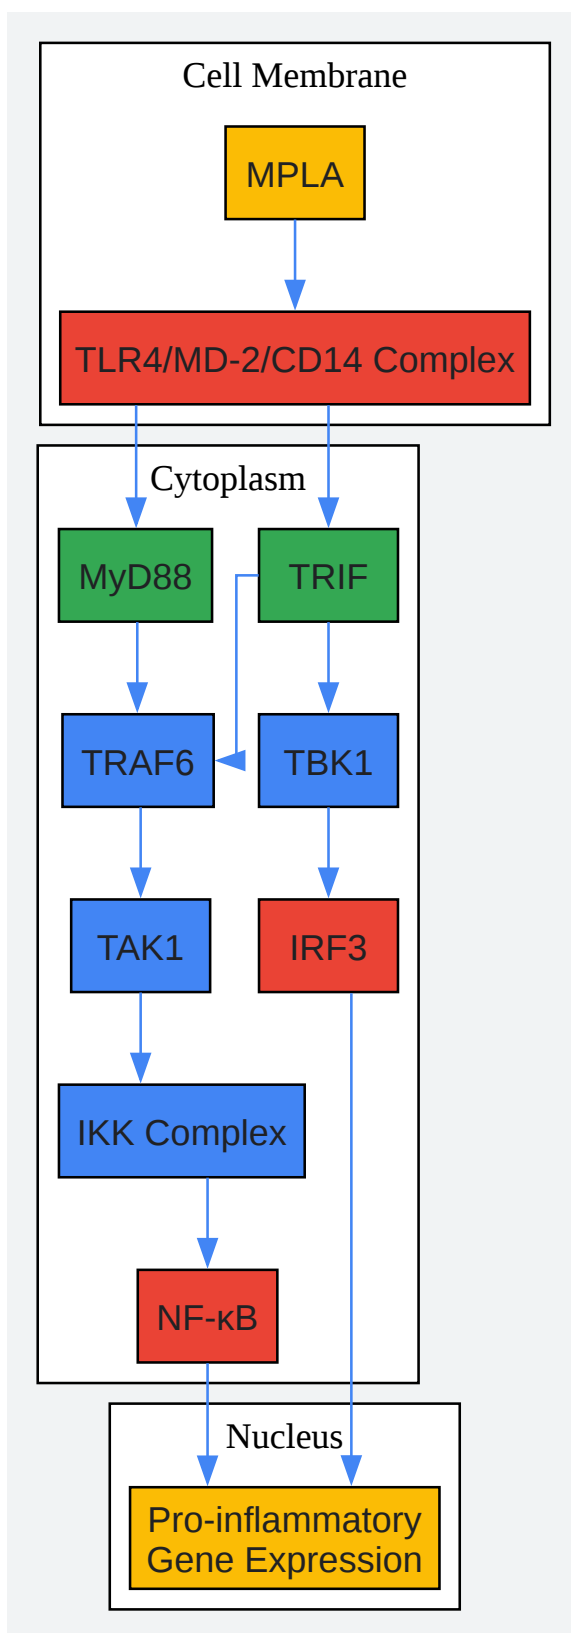 Cell Membrane
MPLA
TLR4/MD-2/CD14 Complex
Cytoplasm
MyD88
TRIF
TRAF6
TBK1
TAK1
IRF3
IKK Complex
NF-κB
Nucleus
Pro-inflammatory
Gene Expression